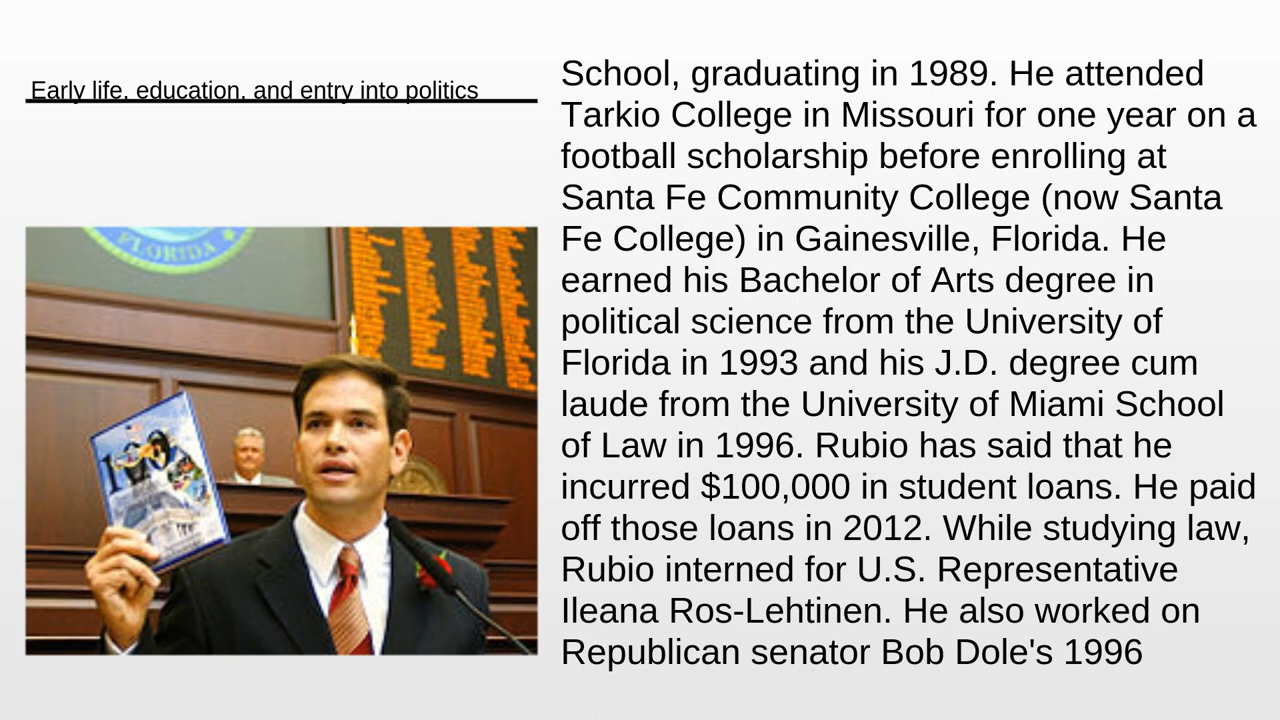 Early life, education, and entry into politics
School, graduating in 1989. He attended
Tarkio College in Missouri for one year on a
football scholarship before enrolling at
Santa Fe Community College (now Santa
Fe College) in Gainesville, Florida. He
earned his Bachelor of Arts degree in
political science from the University of
Florida in 1993 and his J.D. degree cum
laude from the University of Miami School
of Law in 1996. Rubio has said that he
incurred $100,000 in student loans. He paid
off those loans in 2012. While studying law,
Rubio interned for U.S. Representative
Ileana Ros-Lehtinen. He also worked on
Republican senator Bob Dole's 1996
FLORIDA